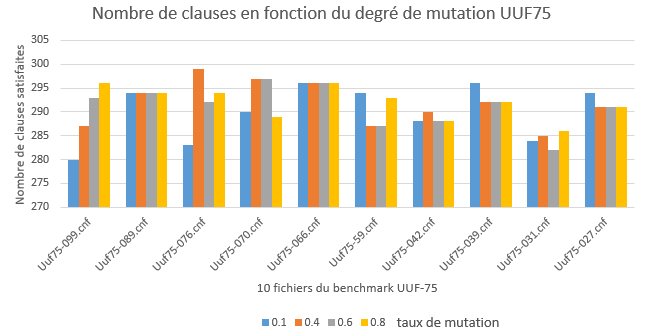 Nombre de clauses en fonction du degré de mutation UUF75
Nombre de clauses satisfaites
305
300
295
290
285
280
275
270
Uuf75-099.cnf
Uuf75-089.cnf
Uuf75-076.cnf
Uuf75-070.cnf
Uuf75-066.cnf
Uuf75-59.cnf
Uuf75-042.cnf
Uuf75-039.cnf
Uuf75-031.cnf
Uuf75-027.cnf
10 fichiers du benchmark UUF-75
0.1 0.4 0.6 0.8 taux de mutation